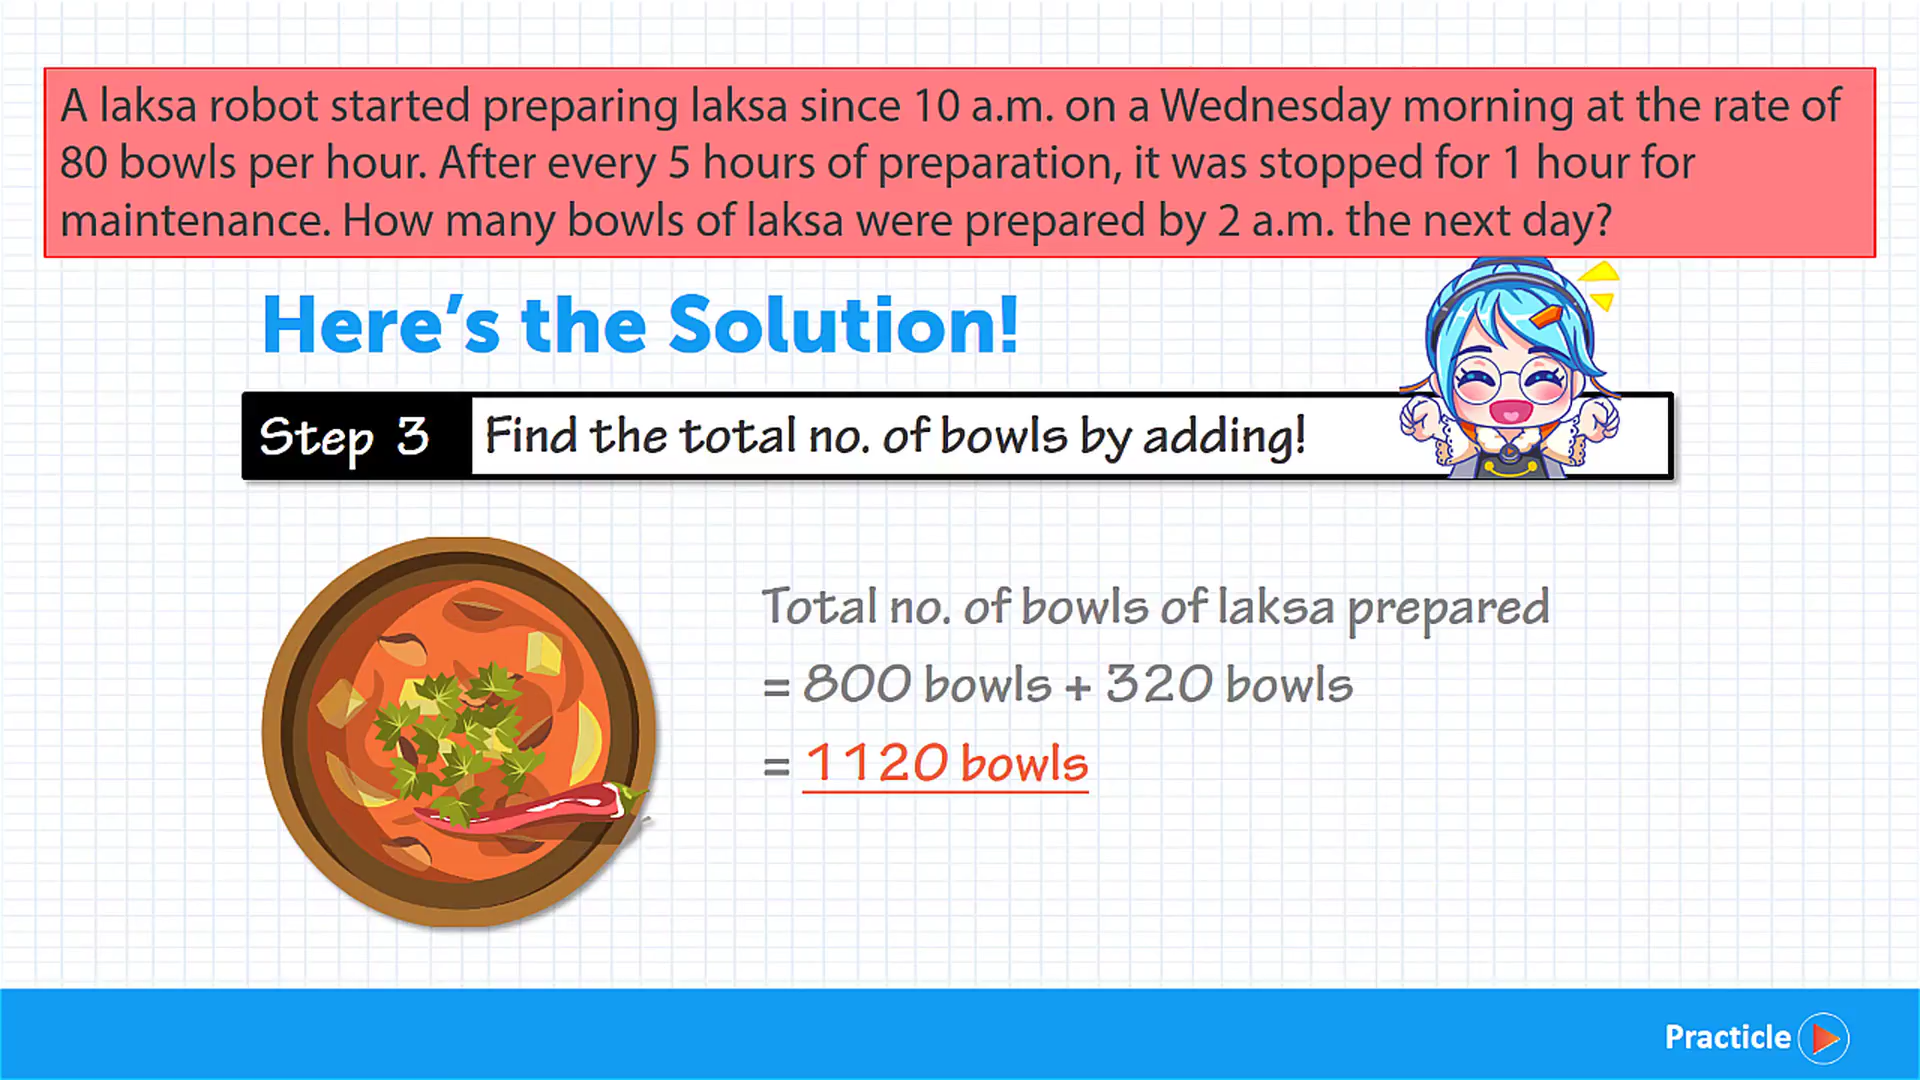 A laksa robot started preparing laksa since 10 a.m. on a Wednesday morning at the rate of
80 bowls per hour. After every 5 hours of preparation, it was stopped for 1 hour for
maintenance. How many bowls of laksa were prepared by 2 a.m. the next day?
Here's the Solution!
Step 3 Find the total no. of bowls by adding!
Total no. of bowls of laksa prepared
= 800 bowls + 320 bowls
= 1120 bowls
Practicle